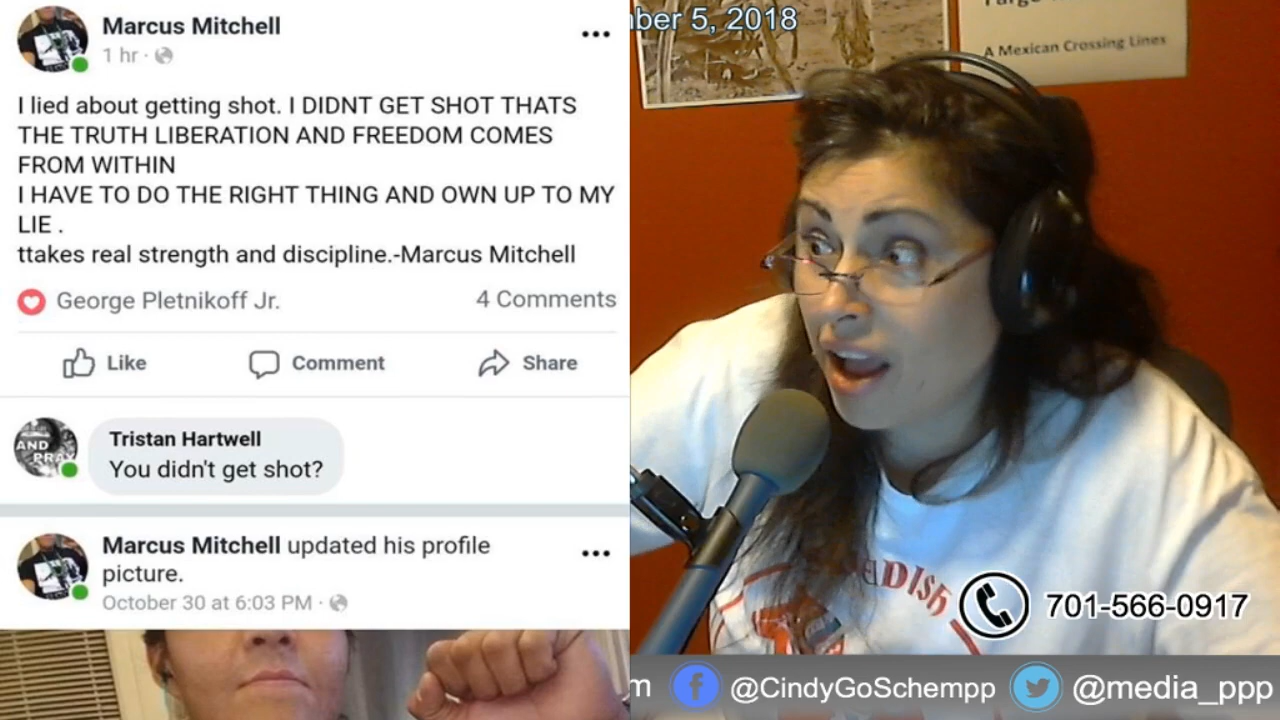 Marcus Mitchell
1 hr ·
I lied about getting shot. I DIDNT GET SHOT THATS
THE TRUTH LIBERATION AND FREEDOM COMES
FROM WITHIN
I HAVE TO DO THE RIGHT THING AND OWN UP TO MY
LIE .
ttakes real strength and discipline.-Marcus Mitchell
George Pletnikoff Jr.
4 Comments
Like
Comment
Share
AND
PRAY
Tristan Hartwell
You didn't get shot?
Marcus Mitchell updated his profile
picture.
October 30 at 6:03 PM ·
ber 5, 2018
A Mexican Crossing Lines
DISH
701-566-0917
m
@CindyGoSchempp
@media_ppp